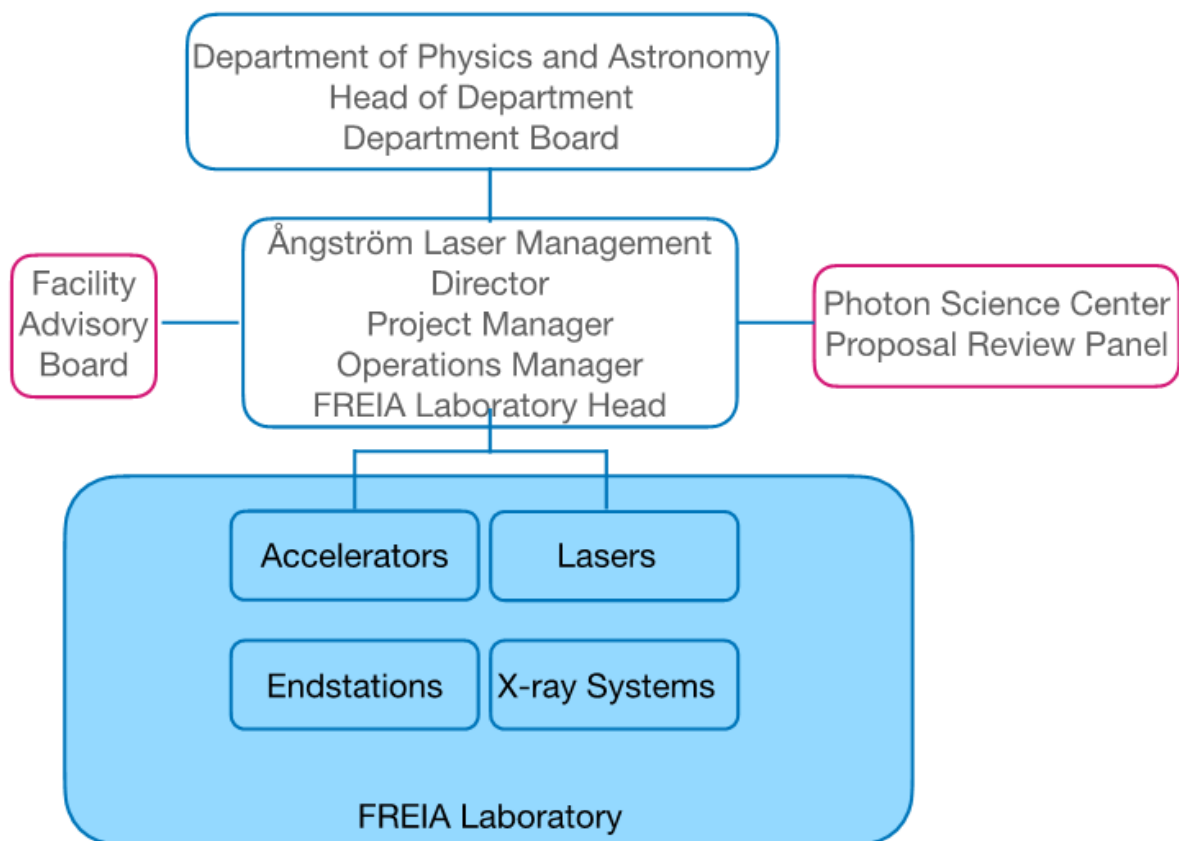 Department of Physics and Astronomy
Head of Department
Department Board
Ångström Laser Management
Director
Project Manager
Operations Manager
FREIA Laboratory Head
Facility
Advisory
Board
Photon Science Center
Proposal Review Panel
Accelerators
Lasers
Endstations
X-ray Systems
FREIA Laboratory